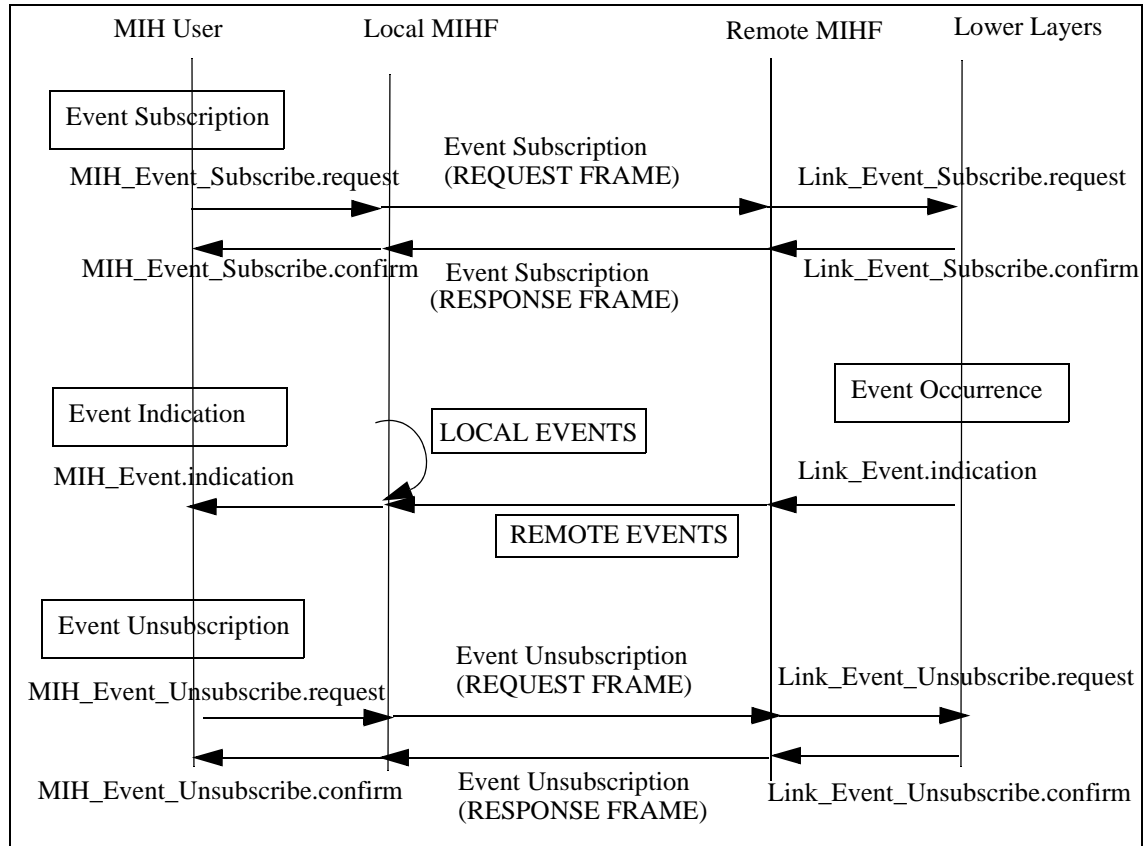 MIH User
Local MIHF
Remote MIHF
Lower Layers
Event Subscription
MIH_Event_Subscribe.request
Event Subscription
(REQUEST FRAME)
Link_Event_Subscribe.request
MIH_Event_Subscribe.confirm
Event Subscription
(RESPONSE FRAME)
Link_Event_Subscribe.confirm
Event Occurrence
Event Indication
LOCAL EVENTS
MIH_Event.indication
Link_Event.indication
REMOTE EVENTS
Event Unsubscription
MIH_Event_Unsubscribe.request
Event Unsubscription
(REQUEST FRAME)
Link_Event_Unsubscribe.request
MIH_Event_Unsubscribe.confirm
Event Unsubscription
(RESPONSE FRAME)
Link_Event_Unsubscribe.confirm